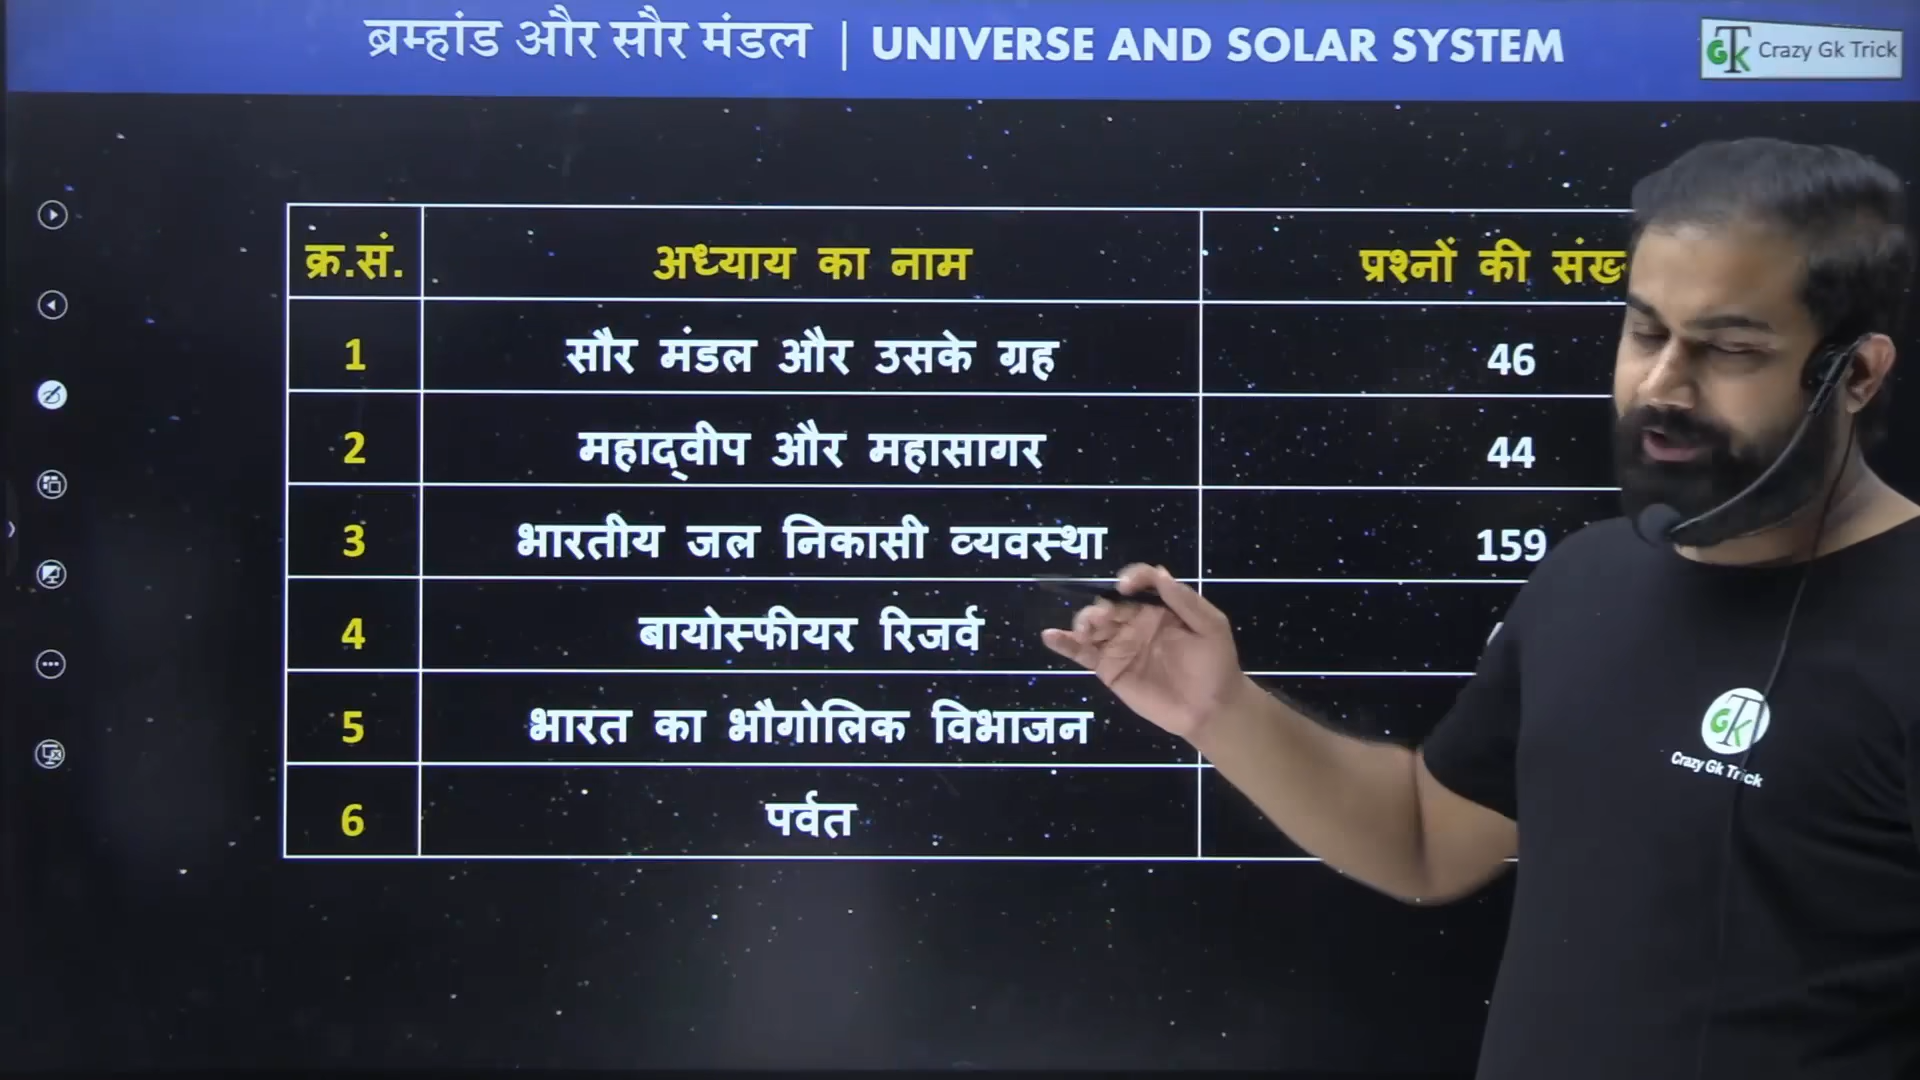 ब्रम्हांड और सौर मंडल | UNIVERSE AND SOLAR SYSTEM
GTK Crazy Gk Trick
क्र.सं. अध्याय का नाम प्रश्नों की
1 सौर मंडल और उसके ग्रह 46
2 महाद्वीप और महासागर 44
3 भारतीय जल निकासी व्यवस्था 159
4 बायोस्फीयर रिजर्व
5 भारत का भौगोलिक विभाजन
6 पर्वत
GTK
Crazy Gk Trick